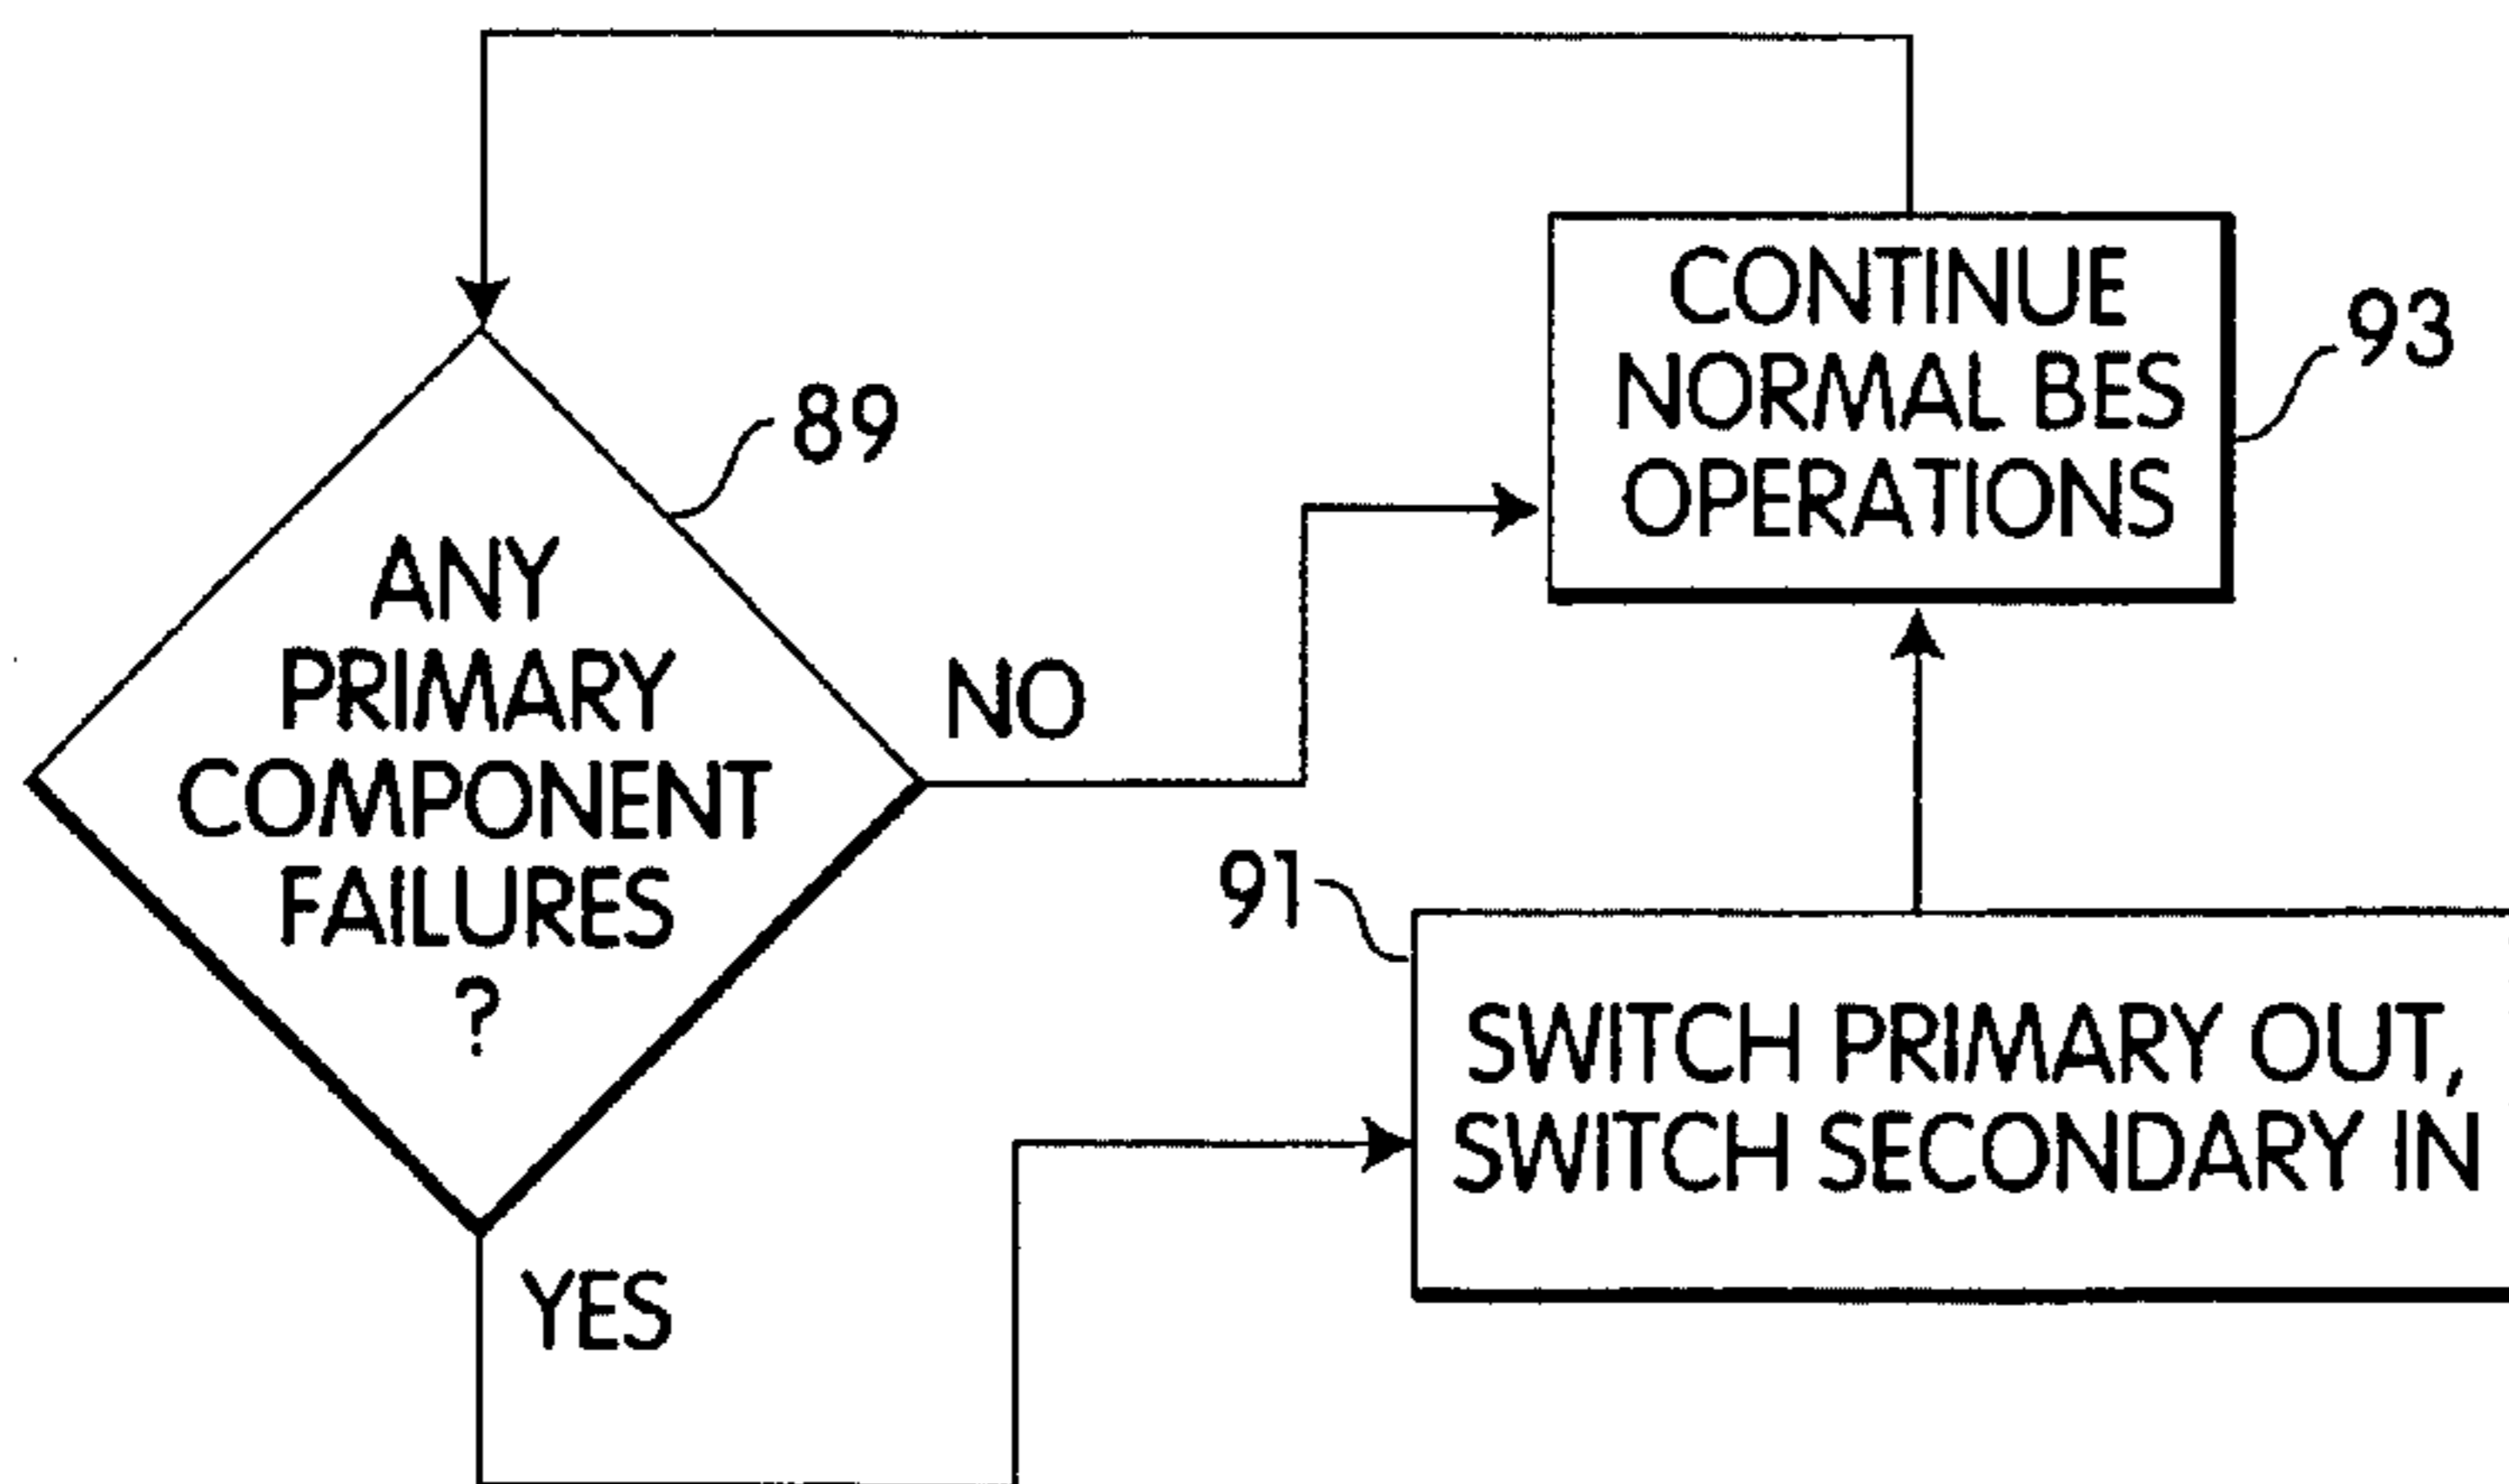 CONTINUE
NORMAL BES
OPERATIONS
93
89
ANY
PRIMARY
COMPONENT
FAILURES
?
NO
91
SWITCH PRIMARY OUT,
SWITCH SECONDARY IN
YES